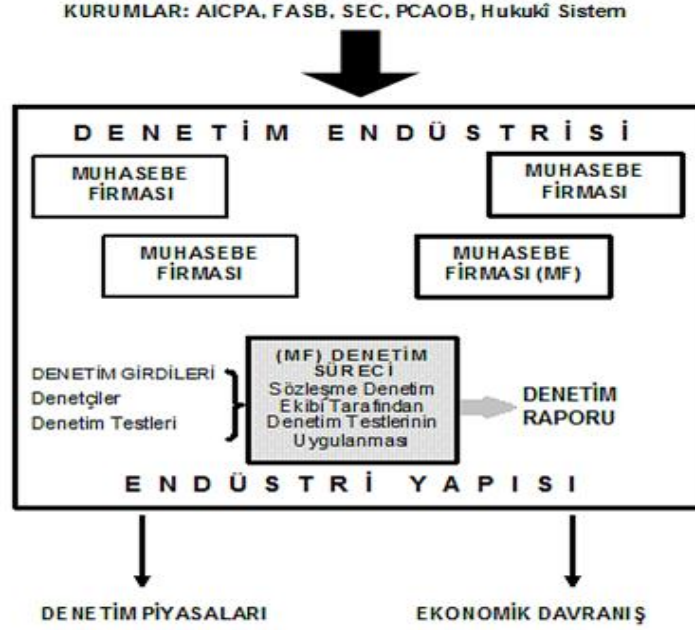 KURUMLAR: AICPA, FASB, SEC, PCAOB, Hukukî Sistem
DENETİM ENDÜSTRİSİ
MUHASEBE
FİRMASI
MUHASEBE
FİRMASI
MUHASEBE
FİRMASI
MUHASEBE
FİRMASI (MF)
DENETİM GİRDİLERİ
Denetçiler
Denetim Testleri
(MF) DENETİM
SÜRECİ
Sözleşme Denetim
Ekibî Tarafından
Denetim Testlerinin
Uygulanması
DENETİM
RAPORU
ENDÜSTRİ YAPISI
DENETİM PİYASALARI
EKONOMİK DAVRANIŞ